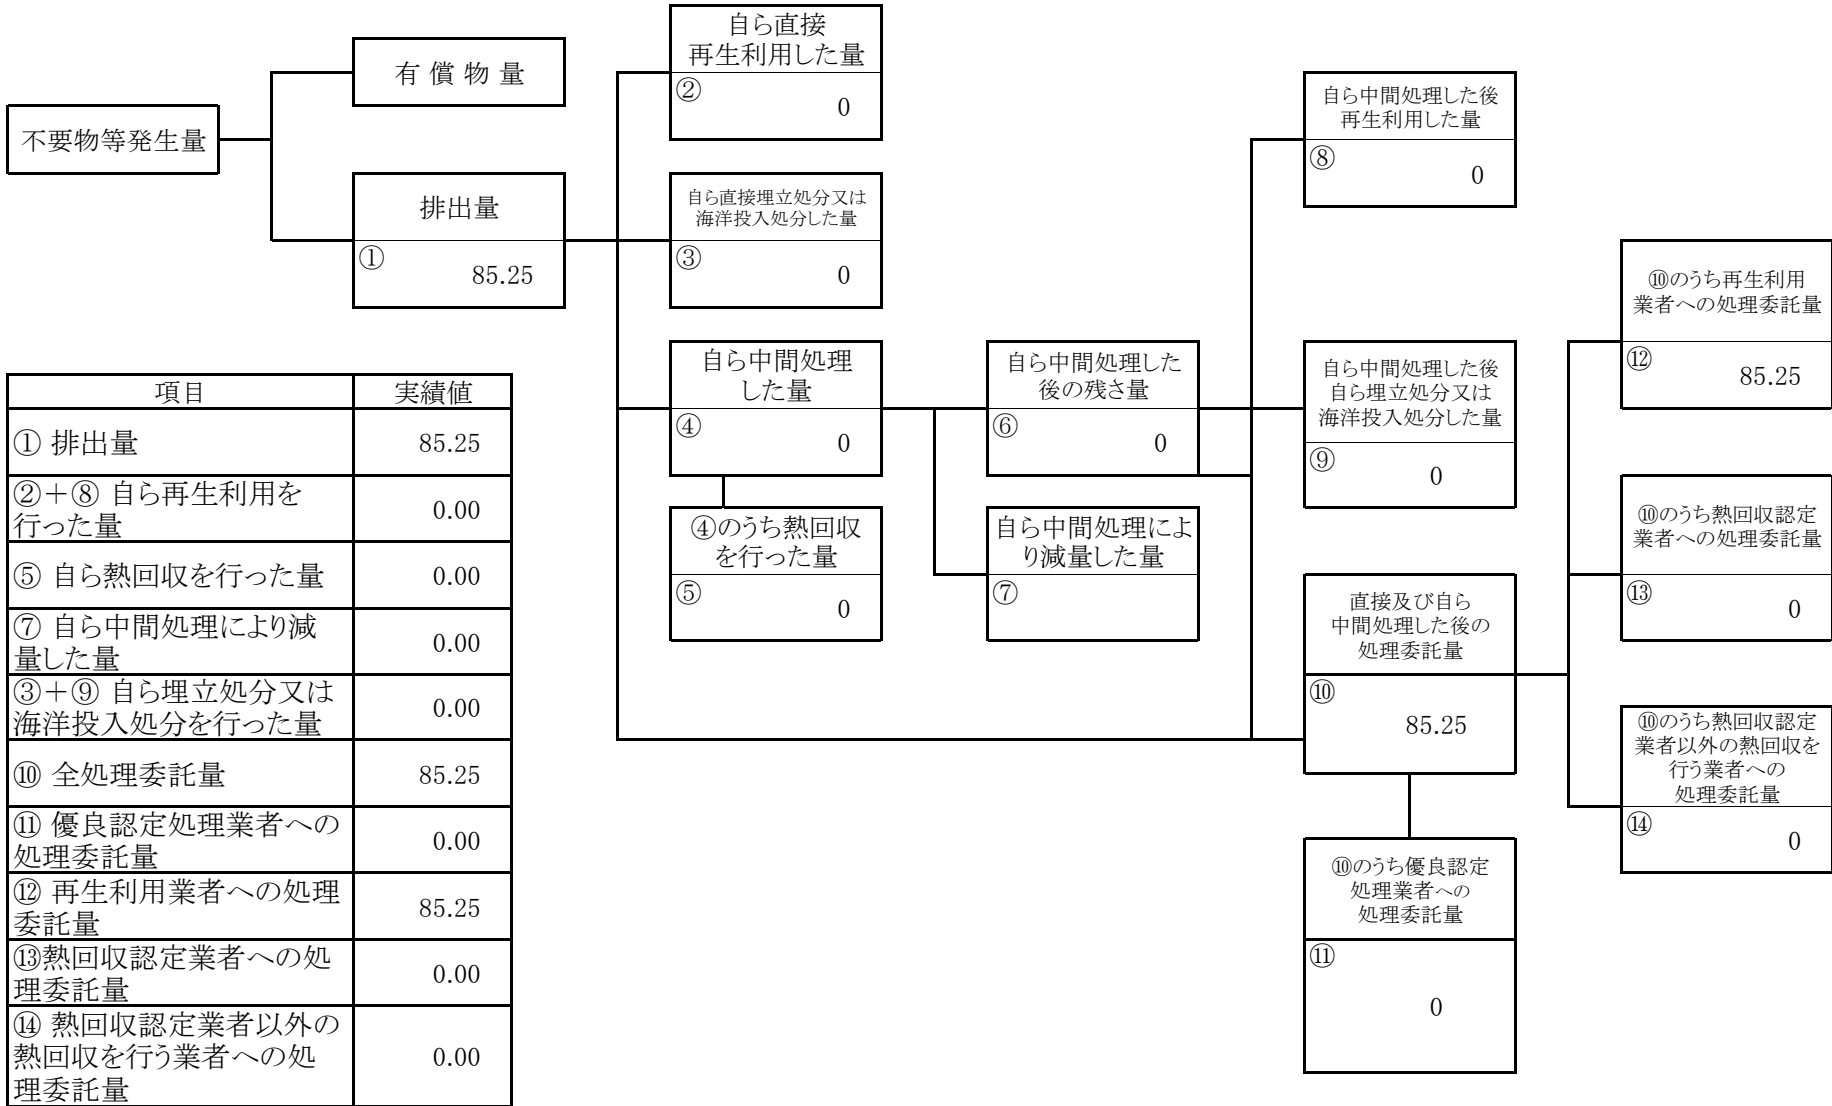 不要物等発生量
有 償 物 量
排出量
①
85.25
自ら直接
再生利用した量
②
0
自ら直接埋立処分又は
海洋投入処分した量
③
0
自ら中間処理
した量
④
0
④のうち熱回収
を行った量
⑤
0
自ら中間処理した
後の残さ量
⑥
0
自ら中間処理によ
り減量した量
⑦
自ら中間処理した後
再生利用した量
⑧
0
自ら中間処理した後
自ら埋立処分又は
海洋投入処分した量
⑨
0
直接及び自ら
中間処理した後の
処理委託量
⑩
85.25
⑩のうち優良認定
処理業者への
処理委託量
⑪
0
⑩のうち再生利用
業者への処理委託量
⑫
85.25
⑩のうち熱回収認定
業者への処理委託量
⑬
0
⑩のうち熱回収認定
業者以外の熱回収を
行う業者への
処理委託量
⑭
0
項目 実績値
① 排出量 85.25
②＋⑧ 自ら再生利用を
行った量 0.00
⑤ 自ら熱回収を行った量 0.00
⑦ 自ら中間処理により減
量した量 0.00
③＋⑨ 自ら埋立処分又は
海洋投入処分を行った量 0.00
⑩ 全処理委託量 85.25
⑪ 優良認定処理業者への
処理委託量 0.00
⑫ 再生利用業者への処理
委託量 85.25
⑬熱回収認定業者への処
理委託量 0.00
⑭ 熱回収認定業者以外の
熱回収を行う業者への処
理委託量 0.00